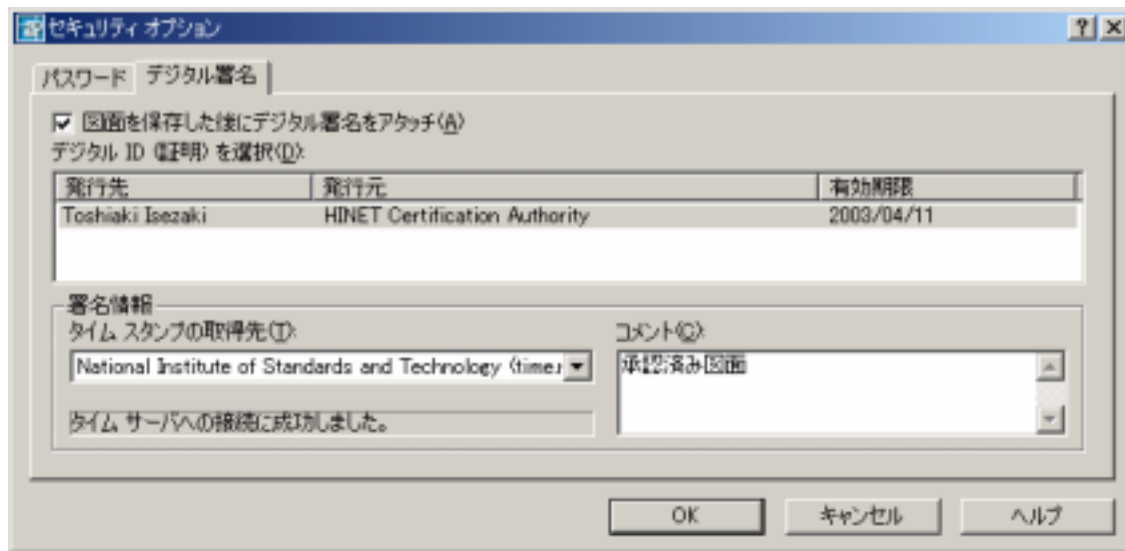 セキュリティ オプション
パスワード デジタル署名
図面を保存した後にデジタル署名をアタッチ(A)
デジタル ID (証明) を選択(D):
発行先 発行元 有効期限
Toshiaki Isezaki HINET Certification Authority 2003/04/11
署名情報
タイム スタンプの取得先(T): コメント(C):
National Institute of Standards and Technology (time.r 承認済み図面
タイム サーバへの接続に成功しました。
OK キャンセル ヘルプ